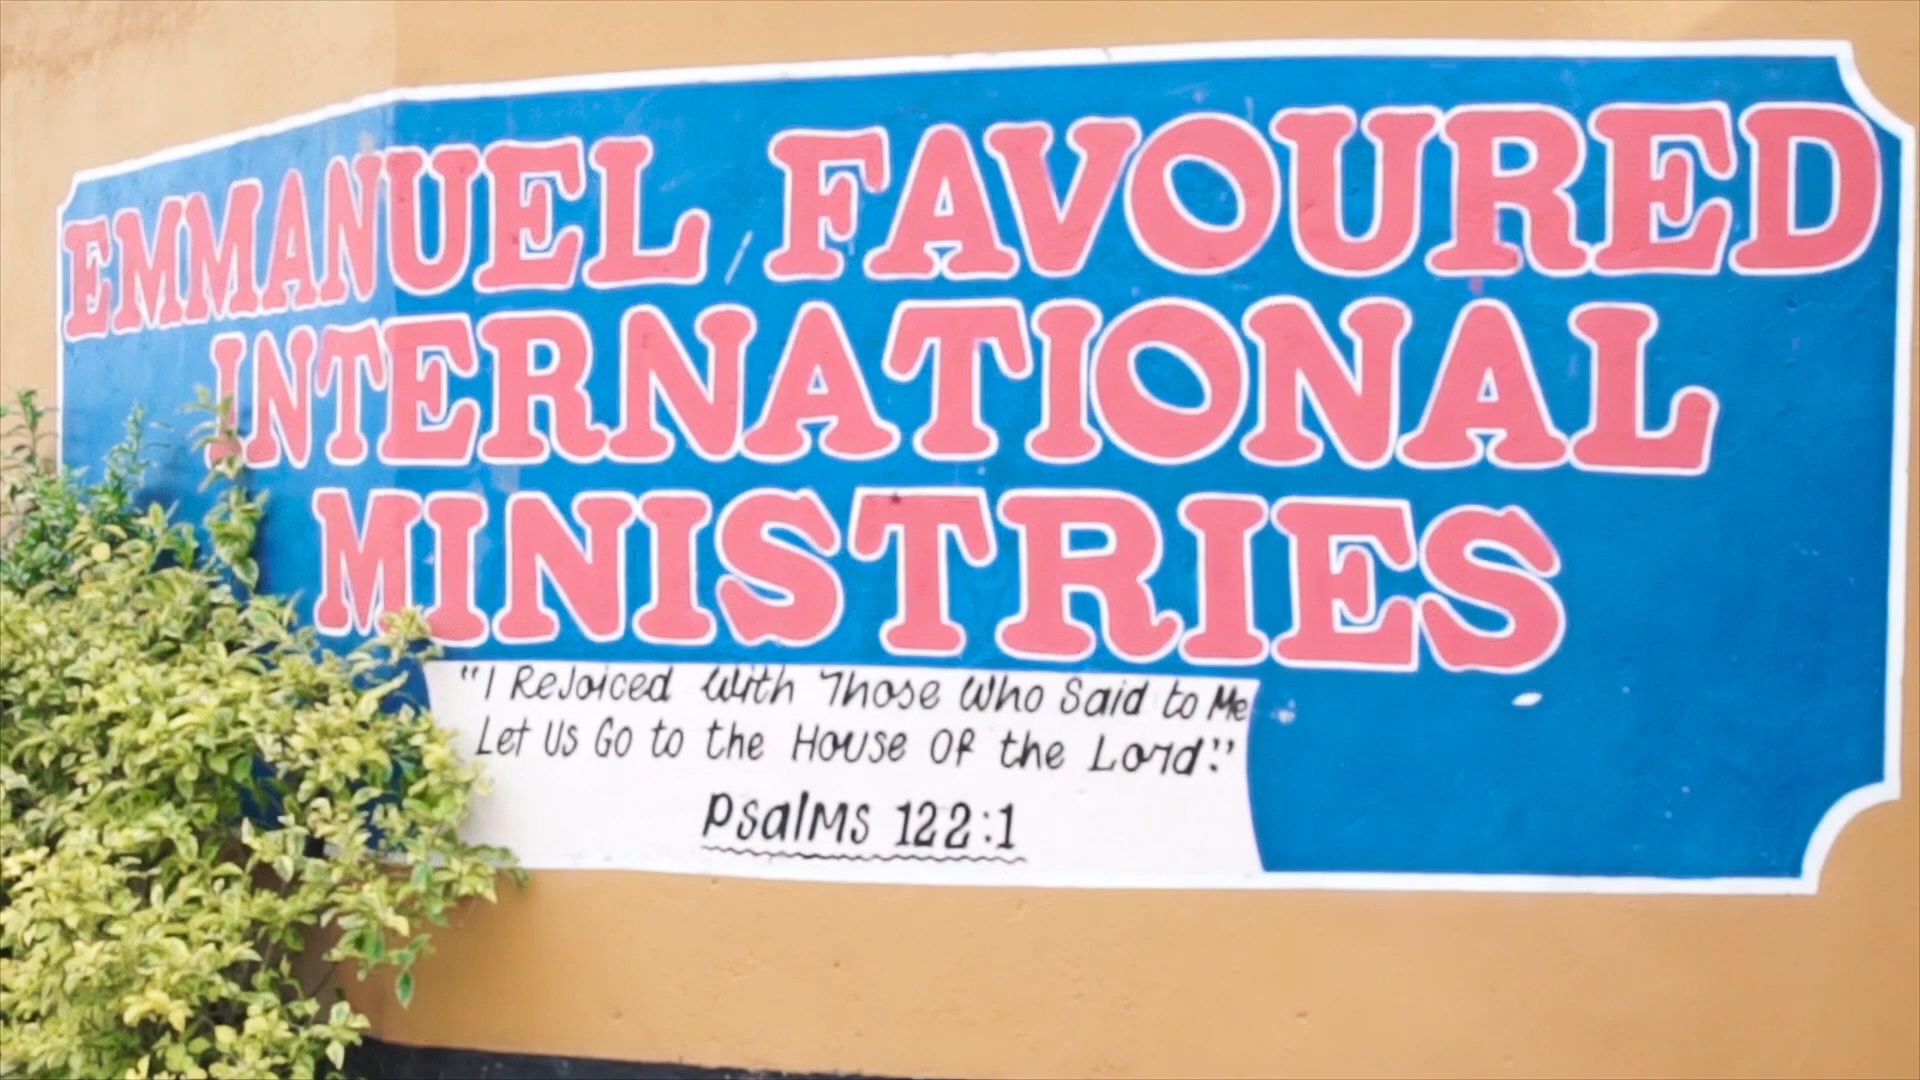 EMMANUEL FAVOURED
INTERNATIONAL
MINISTRIES
"I ReJoiced With Those Who Said to Me
Let Us Go to the House Of the Lord."
Psalms 122:1